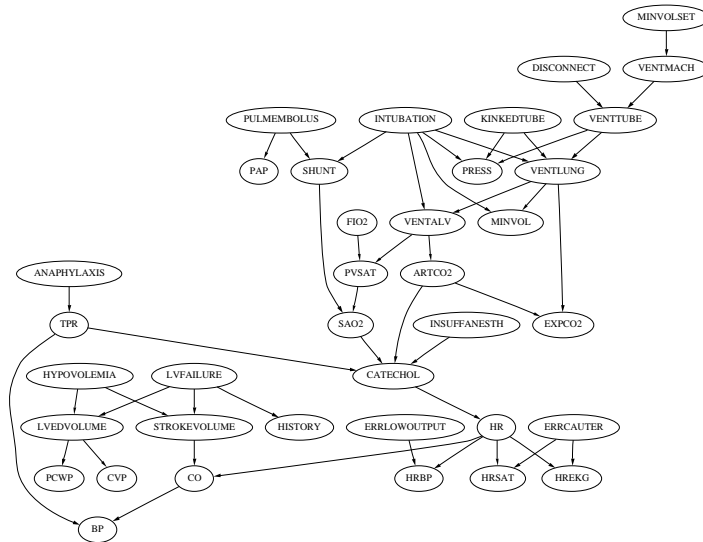 MINVOLSET
DISCONNECT
VENTMACH
PULMEMBOLUS
INTUBATION
KINKEDTUBE
VENTTUBE
PAP
SHUNT
PRESS
VENTLUNG
FIO2
VENTALV
MINVOL
ANAPHYLAXIS
PVSAT
ARTCO2
TPR
SAO2
INSUFFANESTH
EXPCO2
HYPOVOLEMIA
LVFAILURE
CATECHOL
LVEDVOLUME
STROKEVOLUME
HISTORY
ERRLOWOUTPUT
HR
ERRCAUTER
PCWP
CVP
CO
HRBP
HRSAT
HREKG
BP